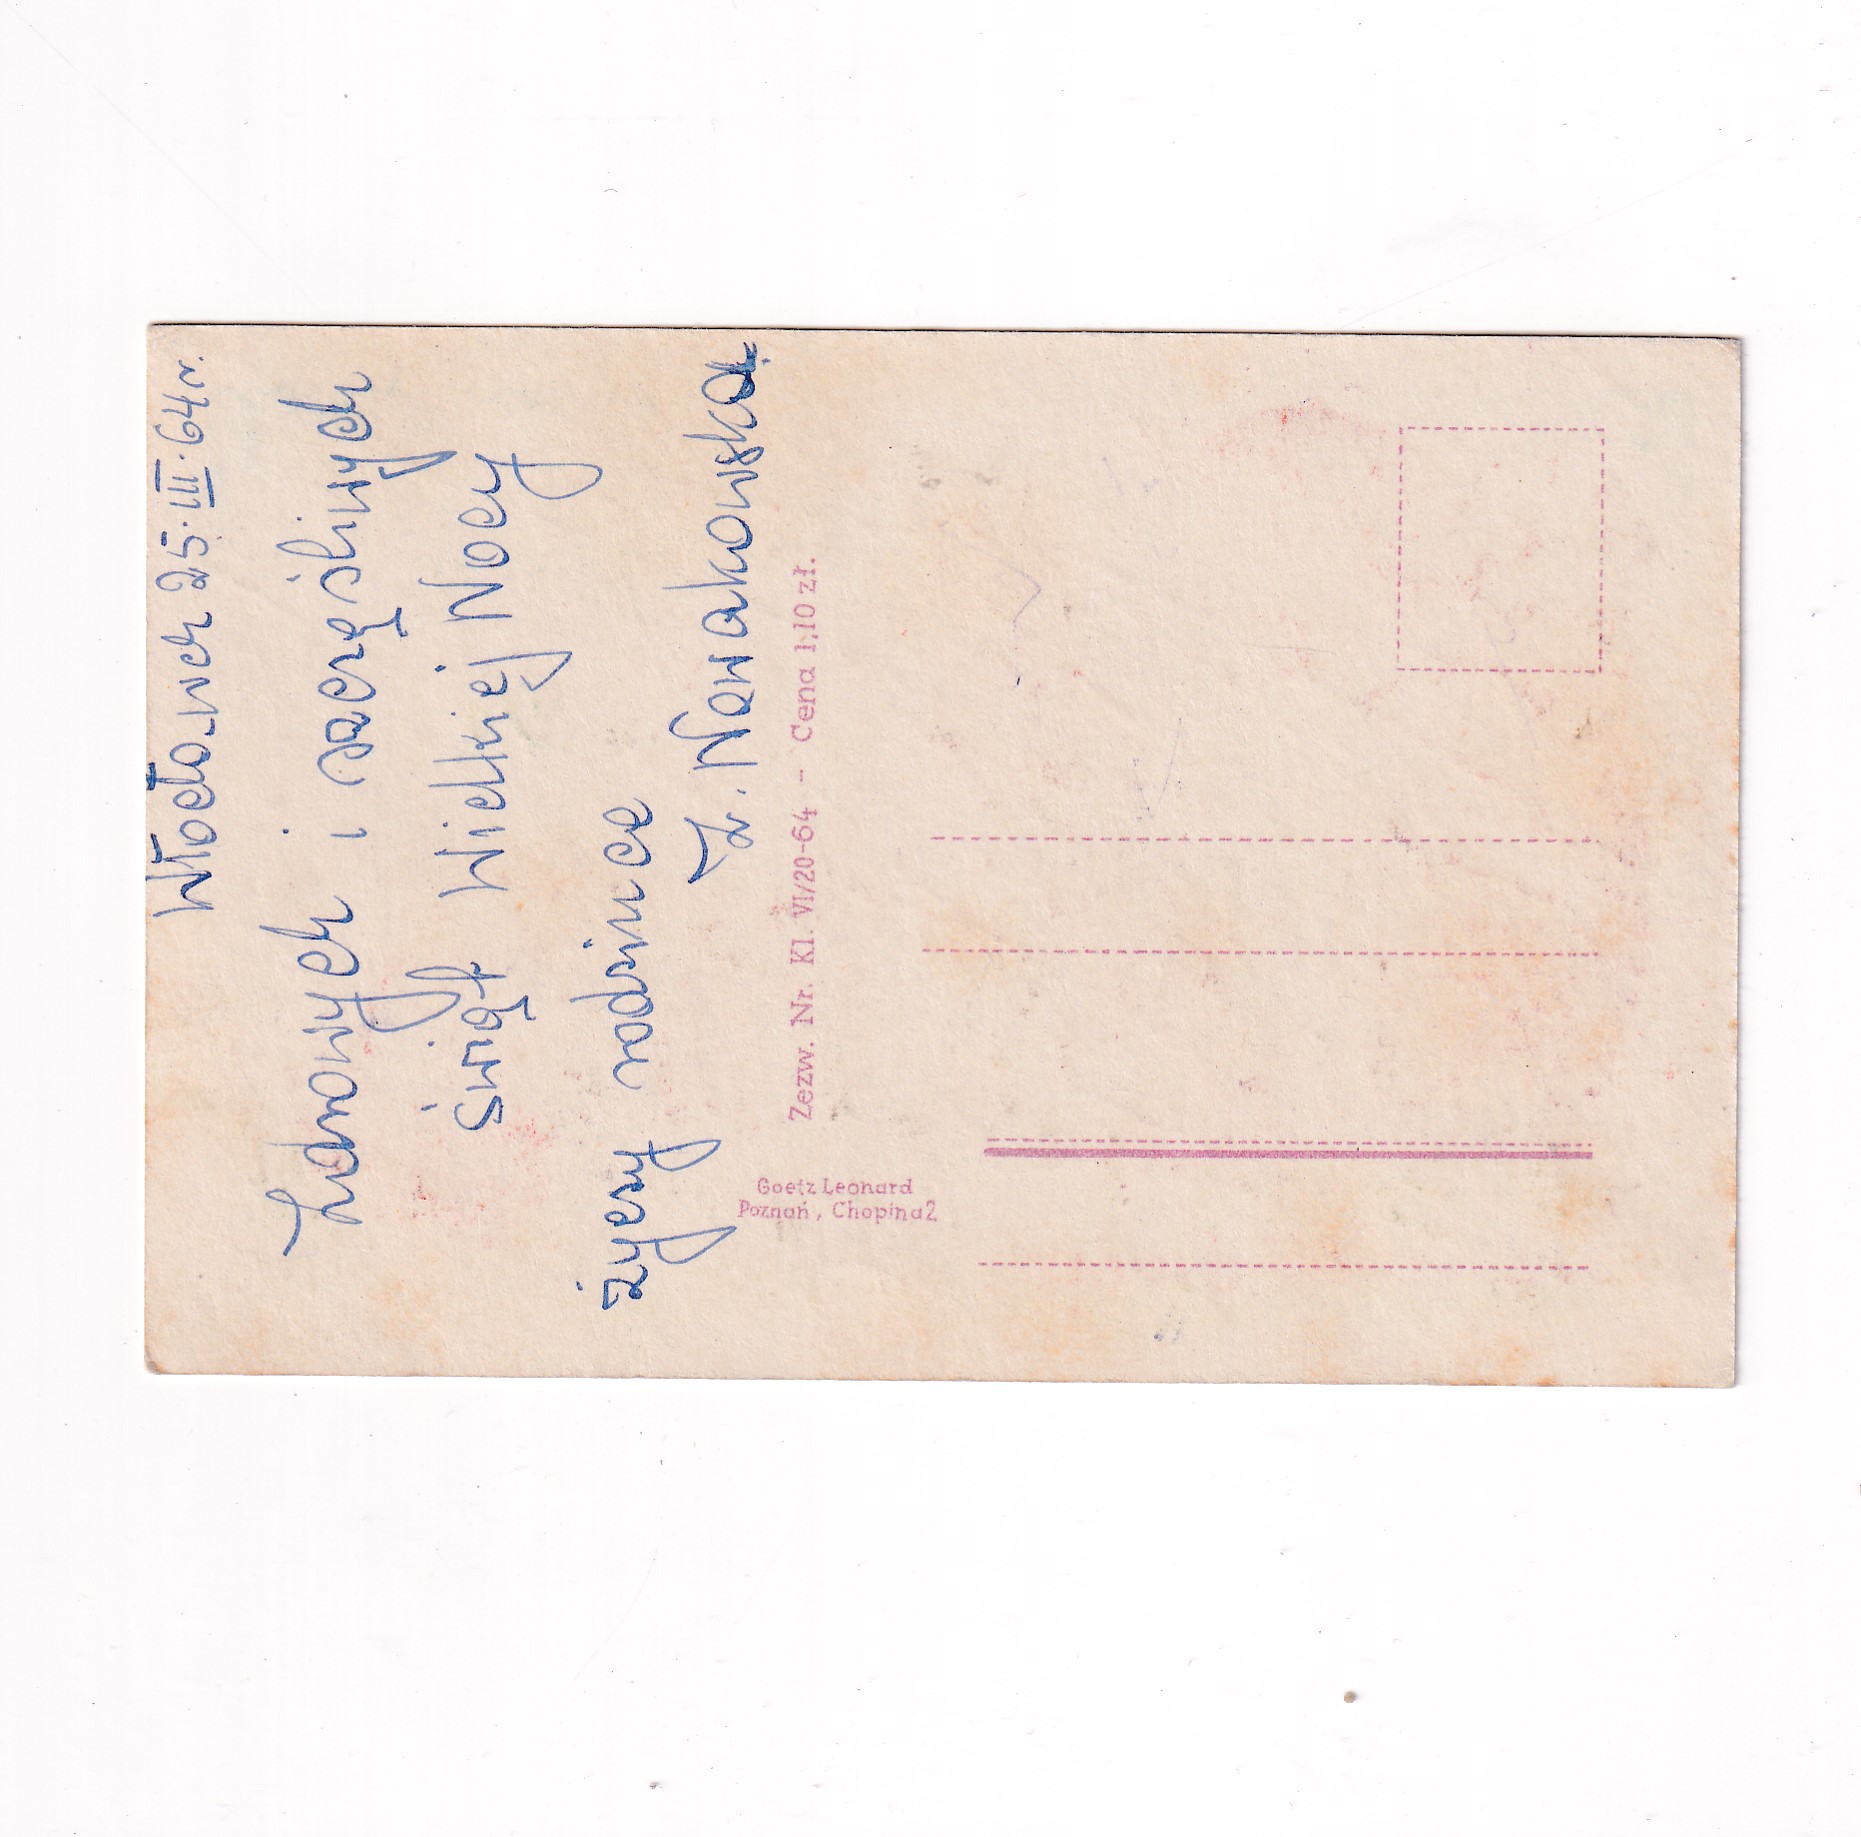 Włocławek 25.III.64r.
Zdrowych i szczęśliwych
świąt Wielkiej Nocy
życzy rodzince
Z. Nowakowska
Zezw. Nr. Kl. VI/20-64 - Cena 1,10 zł.
Goetz Leonard
Poznań, Chopina 2